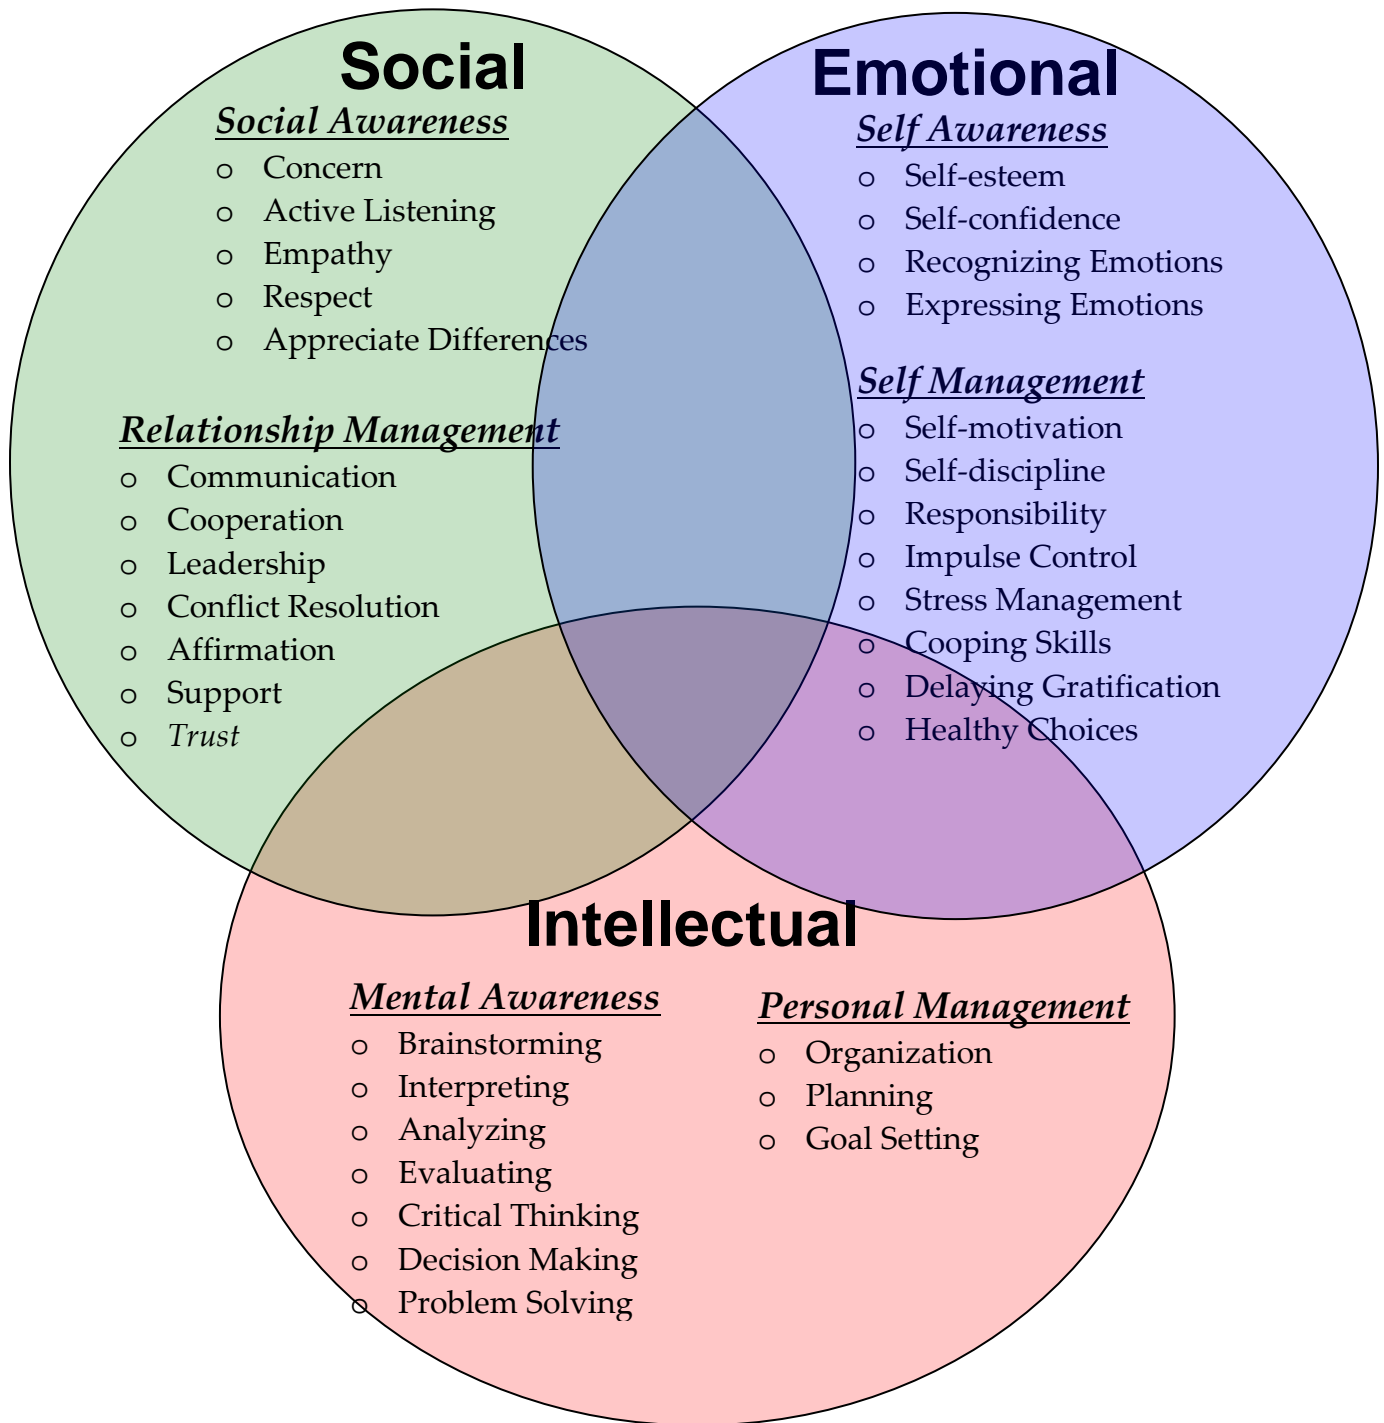 Social
Social Awareness
o Concern
o Active Listening
o Empathy
o Respect
o Appreciate Differences
Relationship Management
o Communication
o Cooperation
o Leadership
o Conflict Resolution
o Affirmation
o Support
o Trust
Emotional
Self Awareness
o Self-esteem
o Self-confidence
o Recognizing Emotions
o Expressing Emotions
Self Management
o Self-motivation
o Self-discipline
o Responsibility
o Impulse Control
o Stress Management
o Cooping Skills
o Delaying Gratification
o Healthy Choices
Intellectual
Mental Awareness
o Brainstorming
o Interpreting
o Analyzing
o Evaluating
o Critical Thinking
o Decision Making
o Problem Solving
Personal Management
o Organization
o Planning
o Goal Setting